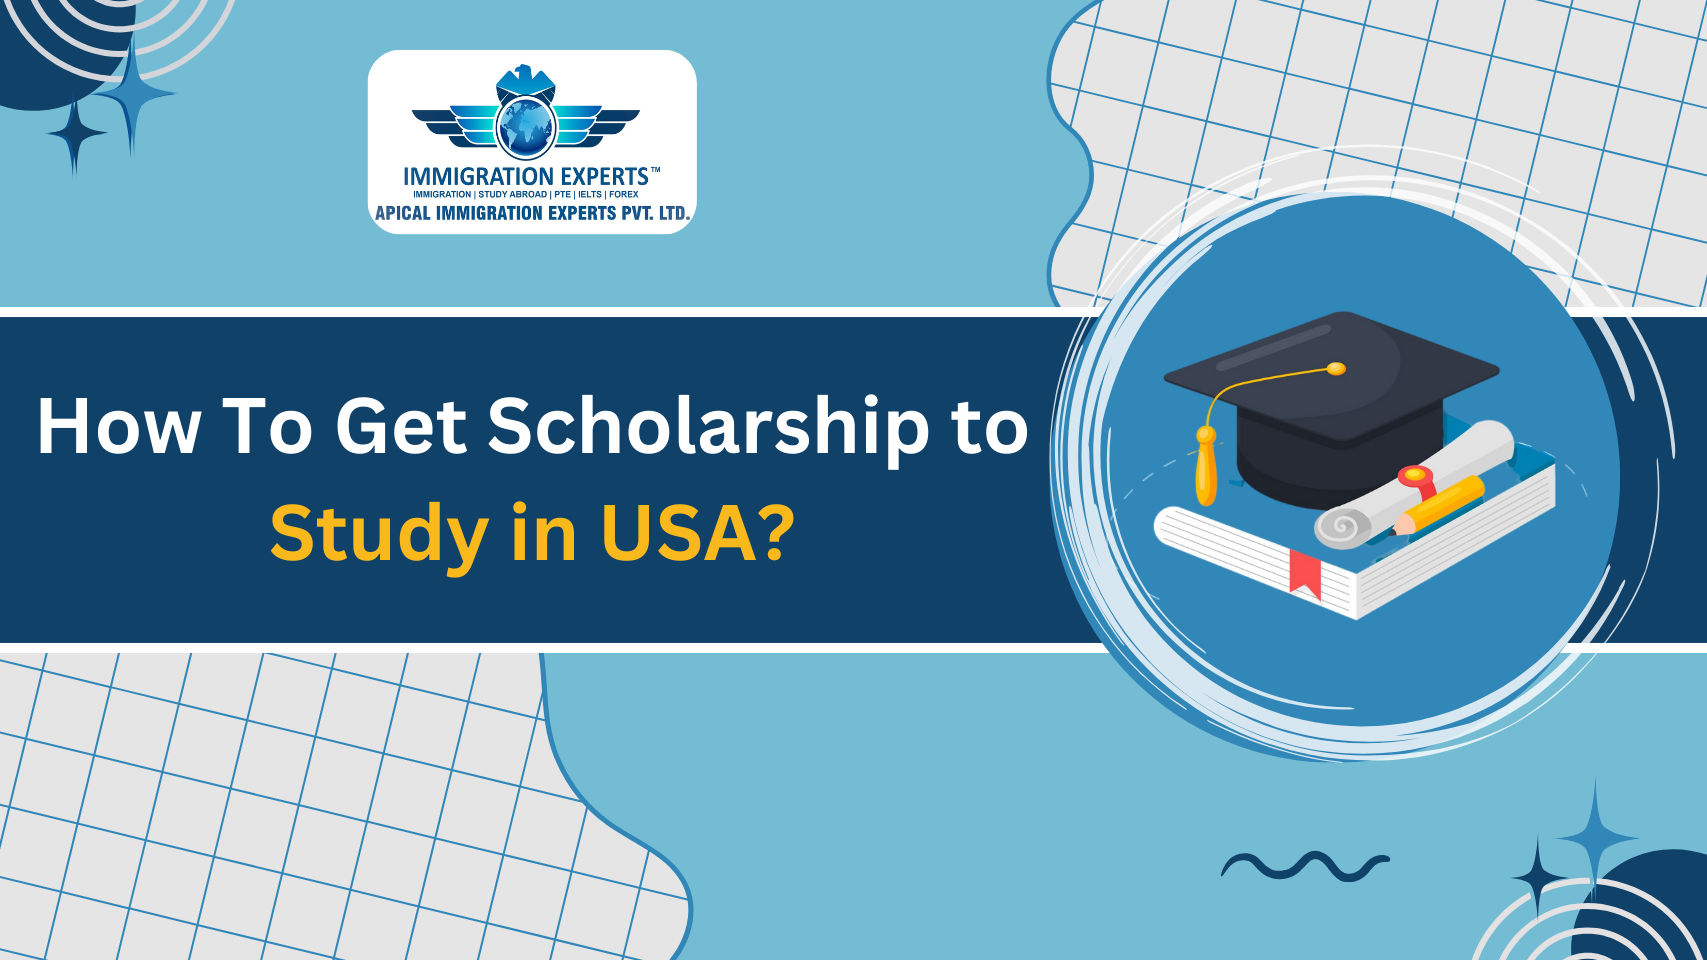 IMMIGRATION EXPERTS™
IMMIGRATION | STUDY ABROAD | PTE | IELTS | FOREX
APICAL IMMIGRATION EXPERTS PVT. LTD.
How To Get Scholarship to
Study in USA?